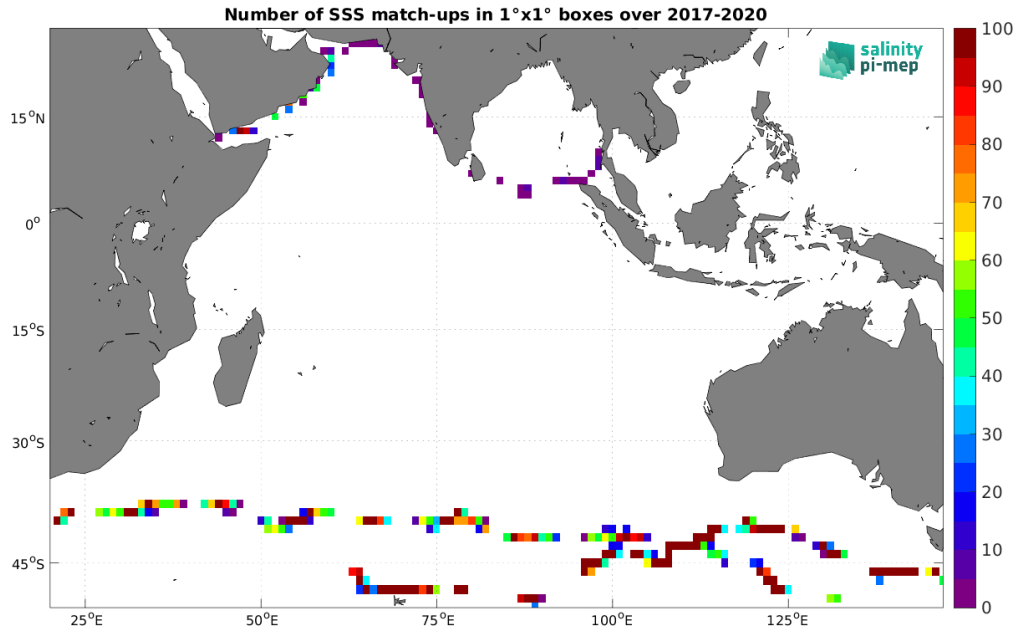 Number of SSS match-ups in 1°x1° boxes over 2017-2020
salinity
pi-mep
15°N
0°
15°S
30°S
45°S
25°E
50°E
75°E
100°E
125°E
100
90
80
70
60
50
40
30
20
10
0